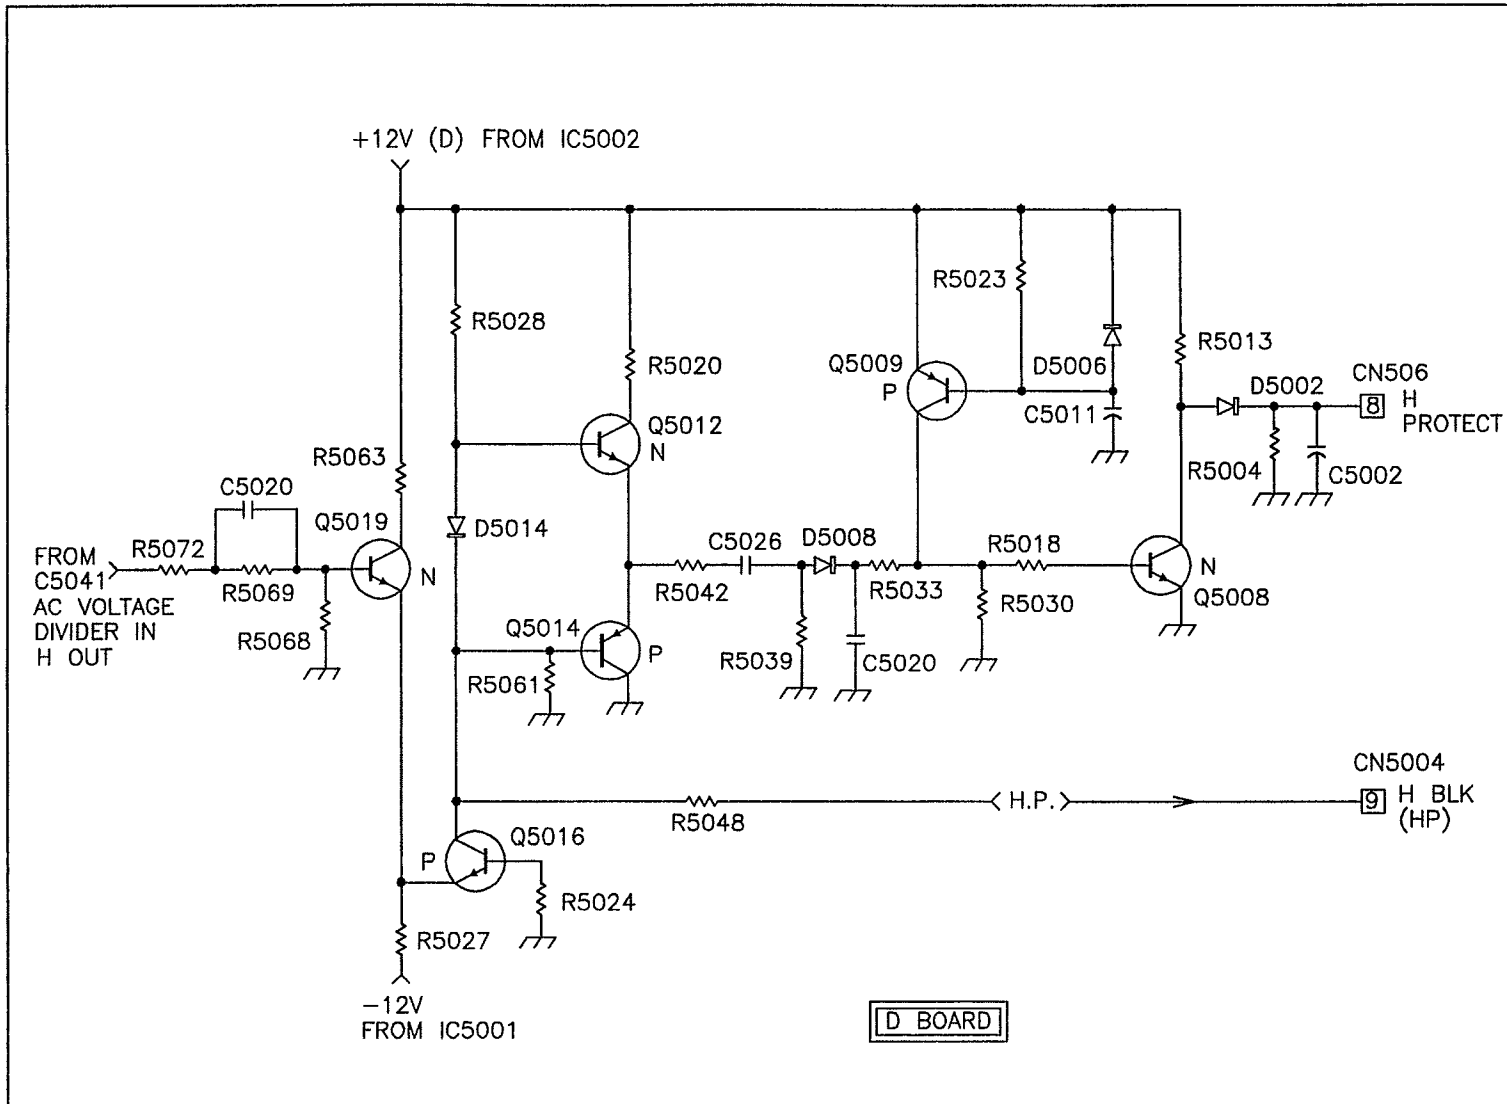 +12V (D) FROM IC5002
R5023
R5028
R5013
R5020
Q5009
P
D5006
D5002
CN506
8 H
PROTECT
C5011
Q5012
N
R5063
R5004
C5002
C5020
Q5019
N
D5014
FROM
C5041
AC VOLTAGE
DIVIDER IN
H OUT
R5072
R5069
R5068
C5026
D5008
R5042
R5033
R5018
R5030
N
Q5008
Q5014
P
R5061
R5039
C5020
CN5004
9 H BLK
(HP)
H.P.
R5048
P
Q5016
R5024
R5027
−12V
FROM IC5001
D BOARD